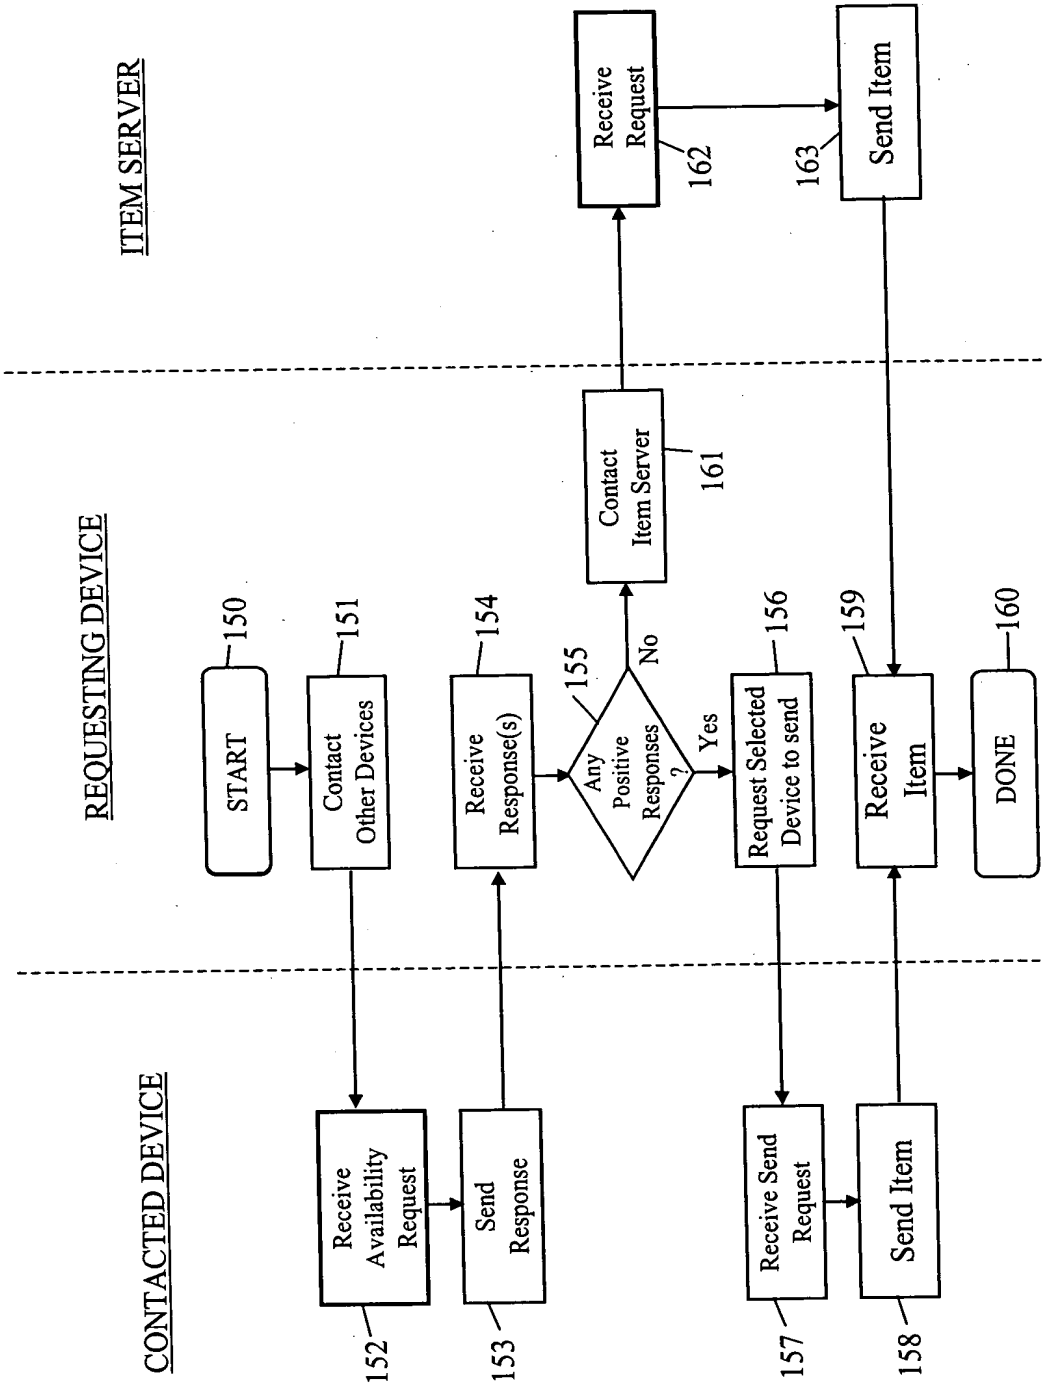 CONTACTED DEVICE
REQUESTING DEVICE
ITEM SERVER
START
150
Contact
Other Devices
151
Receive
Availability
Request
152
Send
Response
153
Receive
Response(s)
154
Any
Positive
Responses
?
155
No
Yes
Contact
Item Server
161
Receive
Request
162
Request Selected
Device to send
156
Receive Send
Request
157
Send Item
158
Receive
Item
159
Send Item
163
DONE
160